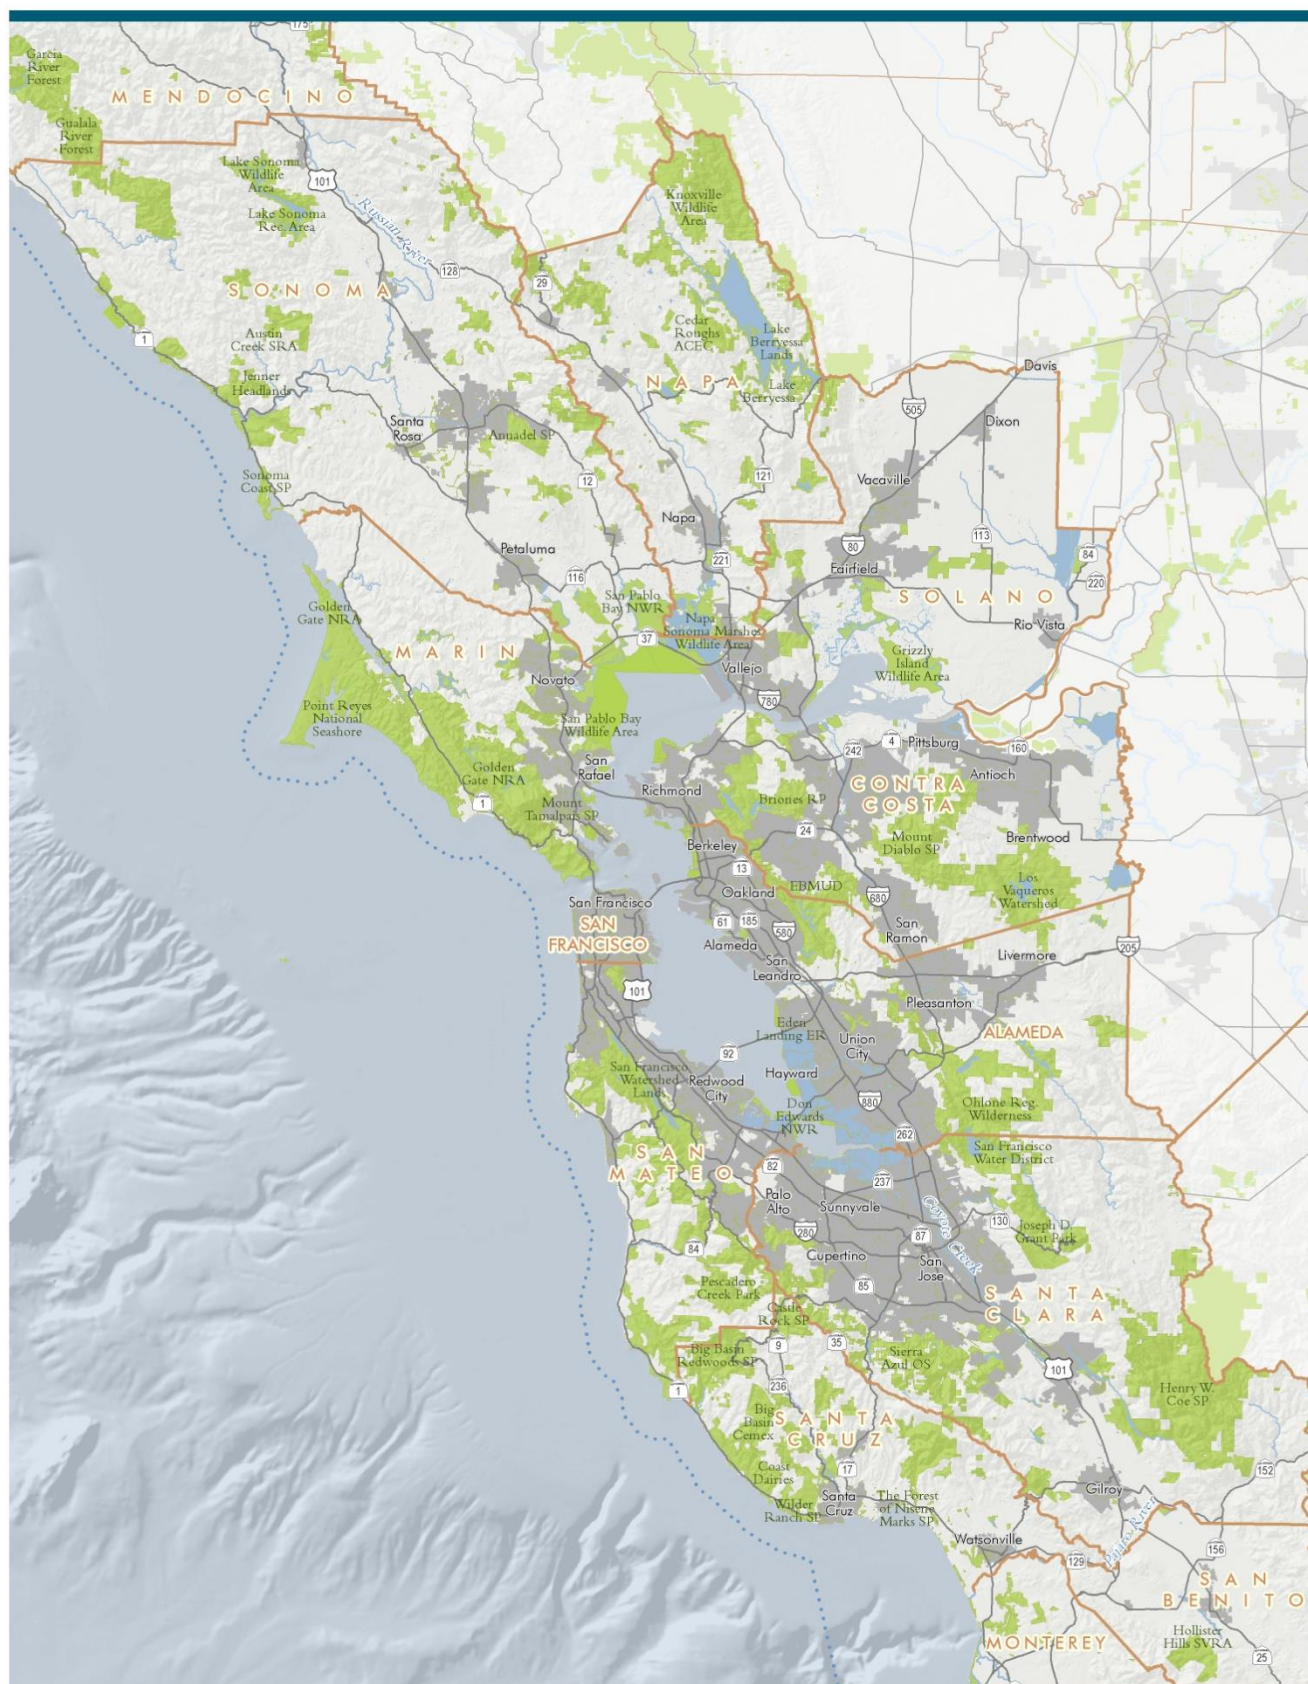 175
Garcia
River
Forest
MENDOCINO
Gualala
River
Forest
Lake Sonoma
Wildlife
Area
101
Knoxville
Wildlife
Area
Lake Sonoma
Rec. Area
Russian River
128
29
SONOMA
1
Austin
Creek SRA
Cedar
Roughs
ACEC
Lake
Berryessa
Lands
Jenner
Headlands
NAPA
Lake
Berryessa
Davis
505
Dixon
Santa
Rosa
Annadel SP
Sonoma
Coast SP
12
121
Vacaville
Napa
113
Petaluma
80
Fairfield
84
221
116
220
San Pablo
Bay NWR
SOLANO
Golden
Gate NRA
Napa
Sonoma Marshes
Wildlife Area
37
Rio Vista
MARIN
Grizzly
Island
Wildlife Area
Vallejo
Novato
780
Point Reyes
National
Seashore
San Pablo Bay
Wildlife Area
242
4
Pittsburg
160
San
Rafael
Antioch
Golden
Gate NRA
Richmond
CONTRA
COSTA
Briones RP
1
Mount
Tamalpais SP
24
Mount
Diablo SP
Brentwood
Berkeley
13
Oakland
EBMUD
Los
Vaqueros
Watershed
680
San Francisco
SAN
FRANCISCO
61
185
580
San
Ramon
Alameda
205
Livermore
San
Leandro
101
Pleasanton
Eden
Landing ER
ALAMEDA
Union
City
92
Hayward
San Francisco
Watershed
Lands
Redwood
City
880
Ohlone Reg.
Wilderness
Don
Edwards
NWR
262
San Francisco
Water District
SAN
MATEO
82
237
Palo
Alto
Sunnyvale
Coyote Creek
130
Joseph D.
Grant Park
280
87
84
Cupertino
San
Jose
Pescadero
Creek Park
85
SANTA
CLARA
Castle
Rock SP
Big Basin
Redwoods SP
9
35
Sierra
Azul OS
101
1
236
Henry W.
Coe SP
Big
Basin
Cemex
SANTA
CRUZ
Coast
Dairies
17
152
Wilder
Ranch SP
Santa
Cruz
The Forest
of Nisene
Marks SP
Gilroy
Pajaro River
Watsonville
129
156
SAN
BENITO
MONTEREY
Hollister
Hills SVRA
25